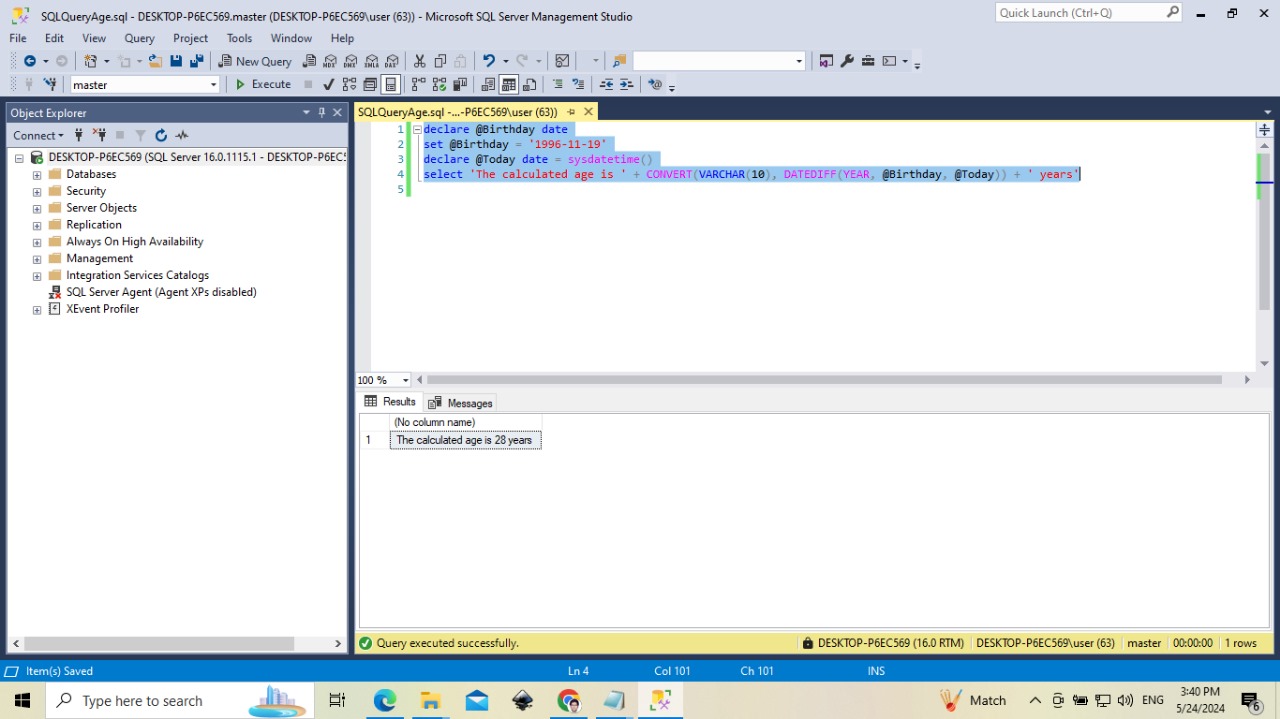 SQLQueryAge.sql - DESKTOP-P6EC569.master (DESKTOP-P6EC569\user (63)) - Microsoft SQL Server Management Studio
Quick Launch (Ctrl+Q)
File Edit View Query Project Tools Window Help
New Query
MDX DMX XMLA DAX
master
Execute
Object Explorer
Connect
DESKTOP-P6EC569 (SQL Server 16.0.1115.1 - DESKTOP-P6EC5
Databases
Security
Server Objects
Replication
Always On High Availability
Management
Integration Services Catalogs
SQL Server Agent (Agent XPs disabled)
XEvent Profiler
SQLQueryAge.sql -...-P6EC569\user (63))
1 declare @Birthday date
2 set @Birthday = '1996-11-19'
3 declare @Today date = sysdatetime()
4 select 'The calculated age is ' + CONVERT(VARCHAR(10), DATEDIFF(YEAR, @Birthday, @Today)) + ' years'
5
100 %
Results Messages
(No column name)
1 The calculated age is 28 years
Query executed successfully.
DESKTOP-P6EC569 (16.0 RTM) DESKTOP-P6EC569\user (63) master 00:00:00 1 rows
Item(s) Saved Ln 4 Col 101 Ch 101 INS
Type here to search
Match
ENG
3:40 PM
5/24/2024
6